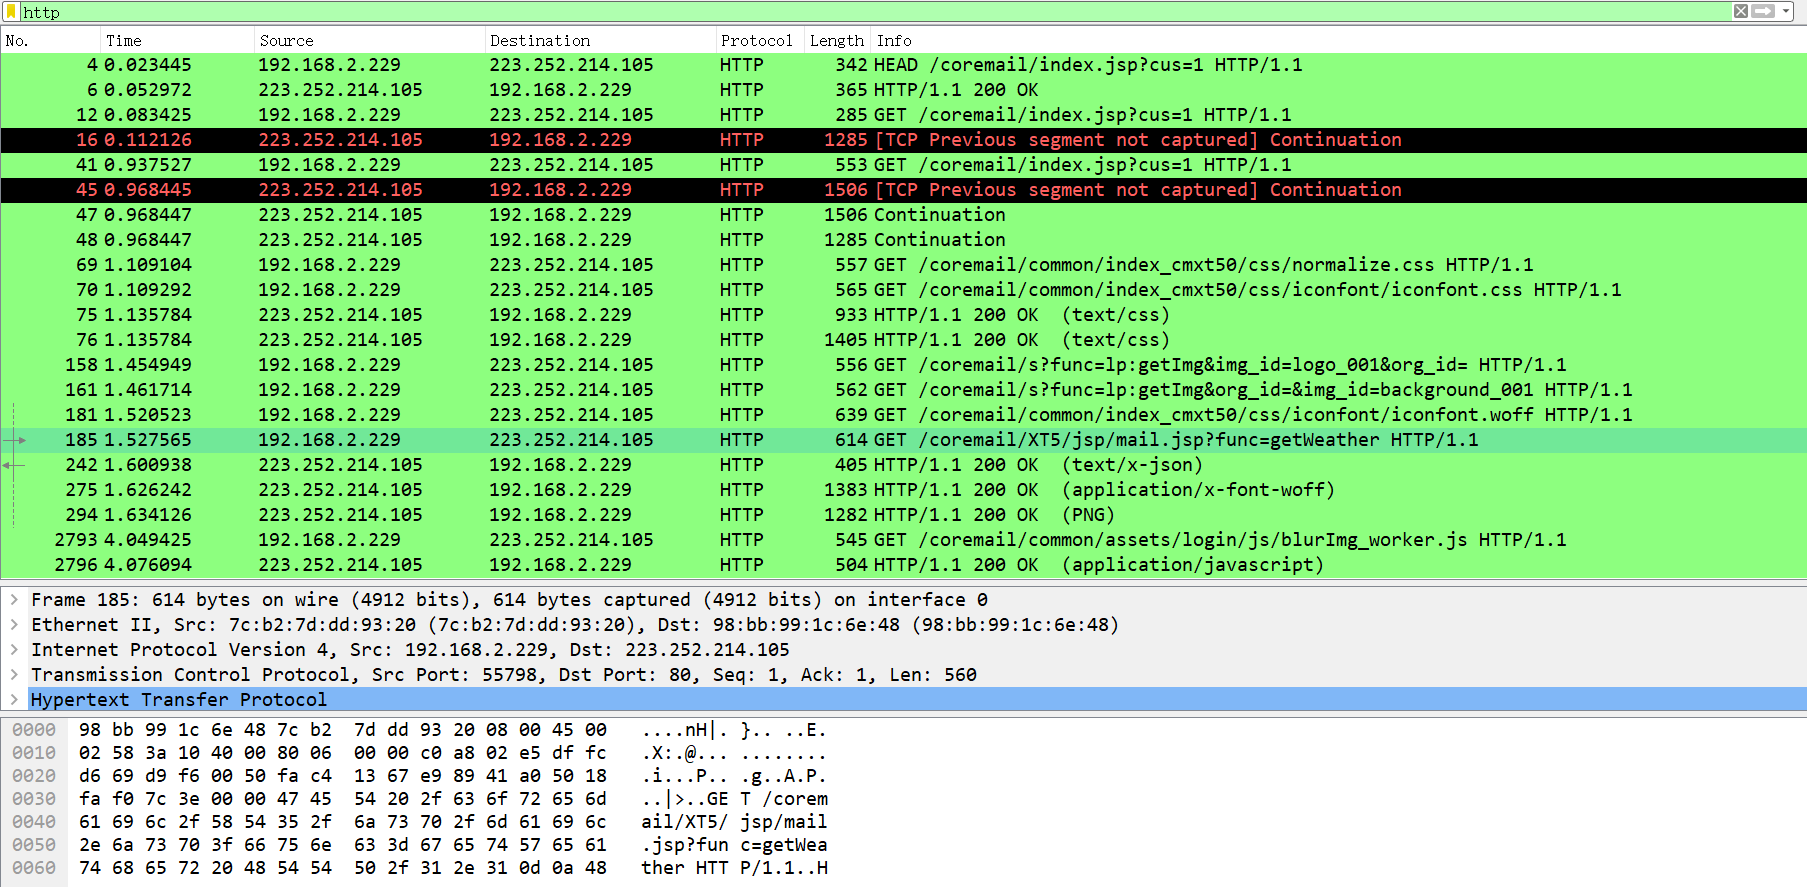 http
No. Time Source Destination Protocol Length Info
4 0.023445 192.168.2.229 223.252.214.105 HTTP 342 HEAD /coremail/index.jsp?cus=1 HTTP/1.1
6 0.052972 223.252.214.105 192.168.2.229 HTTP 365 HTTP/1.1 200 OK
12 0.083425 192.168.2.229 223.252.214.105 HTTP 285 GET /coremail/index.jsp?cus=1 HTTP/1.1
16 0.112126 223.252.214.105 192.168.2.229 HTTP 1285 [TCP Previous segment not captured] Continuation
41 0.937527 192.168.2.229 223.252.214.105 HTTP 553 GET /coremail/index.jsp?cus=1 HTTP/1.1
45 0.968445 223.252.214.105 192.168.2.229 HTTP 1506 [TCP Previous segment not captured] Continuation
47 0.968447 223.252.214.105 192.168.2.229 HTTP 1506 Continuation
48 0.968447 223.252.214.105 192.168.2.229 HTTP 1285 Continuation
69 1.109104 192.168.2.229 223.252.214.105 HTTP 557 GET /coremail/common/index_cmxt50/css/normalize.css HTTP/1.1
70 1.109292 192.168.2.229 223.252.214.105 HTTP 565 GET /coremail/common/index_cmxt50/css/iconfont/iconfont.css HTTP/1.1
75 1.135784 223.252.214.105 192.168.2.229 HTTP 933 HTTP/1.1 200 OK (text/css)
76 1.135784 223.252.214.105 192.168.2.229 HTTP 1405 HTTP/1.1 200 OK (text/css)
158 1.454949 192.168.2.229 223.252.214.105 HTTP 556 GET /coremail/s?func=lp:getImg&img_id=logo_001&org_id= HTTP/1.1
161 1.461714 192.168.2.229 223.252.214.105 HTTP 562 GET /coremail/s?func=lp:getImg&org_id=&img_id=background_001 HTTP/1.1
181 1.520523 192.168.2.229 223.252.214.105 HTTP 639 GET /coremail/common/index_cmxt50/css/iconfont/iconfont.woff HTTP/1.1
185 1.527565 192.168.2.229 223.252.214.105 HTTP 614 GET /coremail/XT5/jsp/mail.jsp?func=getWeather HTTP/1.1
242 1.600938 223.252.214.105 192.168.2.229 HTTP 405 HTTP/1.1 200 OK (text/x-json)
275 1.626242 223.252.214.105 192.168.2.229 HTTP 1383 HTTP/1.1 200 OK (application/x-font-woff)
294 1.634126 223.252.214.105 192.168.2.229 HTTP 1282 HTTP/1.1 200 OK (PNG)
2793 4.049425 192.168.2.229 223.252.214.105 HTTP 545 GET /coremail/common/assets/login/js/blurImg_worker.js HTTP/1.1
2796 4.076094 223.252.214.105 192.168.2.229 HTTP 504 HTTP/1.1 200 OK (application/javascript)
Frame 185: 614 bytes on wire (4912 bits), 614 bytes captured (4912 bits) on interface 0
Ethernet II, Src: 7c:b2:7d:dd:93:20 (7c:b2:7d:dd:93:20), Dst: 98:bb:99:1c:6e:48 (98:bb:99:1c:6e:48)
Internet Protocol Version 4, Src: 192.168.2.229, Dst: 223.252.214.105
Transmission Control Protocol, Src Port: 55798, Dst Port: 80, Seq: 1, Ack: 1, Len: 560
Hypertext Transfer Protocol
0000 98 bb 99 1c 6e 48 7c b2 7d dd 93 20 08 00 45 00 ....nH|. }.. ..E.
0010 02 58 3a 10 40 00 80 06 00 00 c0 a8 02 e5 df fc .X:.@... ........
0020 d6 69 d9 f6 00 50 fa c4 13 67 e9 89 41 a0 50 18 .i...P.. .g..A.P.
0030 fa f0 7c 3e 00 00 47 45 54 20 2f 63 6f 72 65 6d ..|>..GE T /corem
0040 61 69 6c 2f 58 54 35 2f 6a 73 70 2f 6d 61 69 6c ail/XT5/ jsp/mail
0050 2e 6a 73 70 3f 66 75 6e 63 3d 67 65 74 57 65 61 .jsp?fun c=getWea
0060 74 68 65 72 20 48 54 54 50 2f 31 2e 31 0d 0a 48 ther HTT P/1.1..H